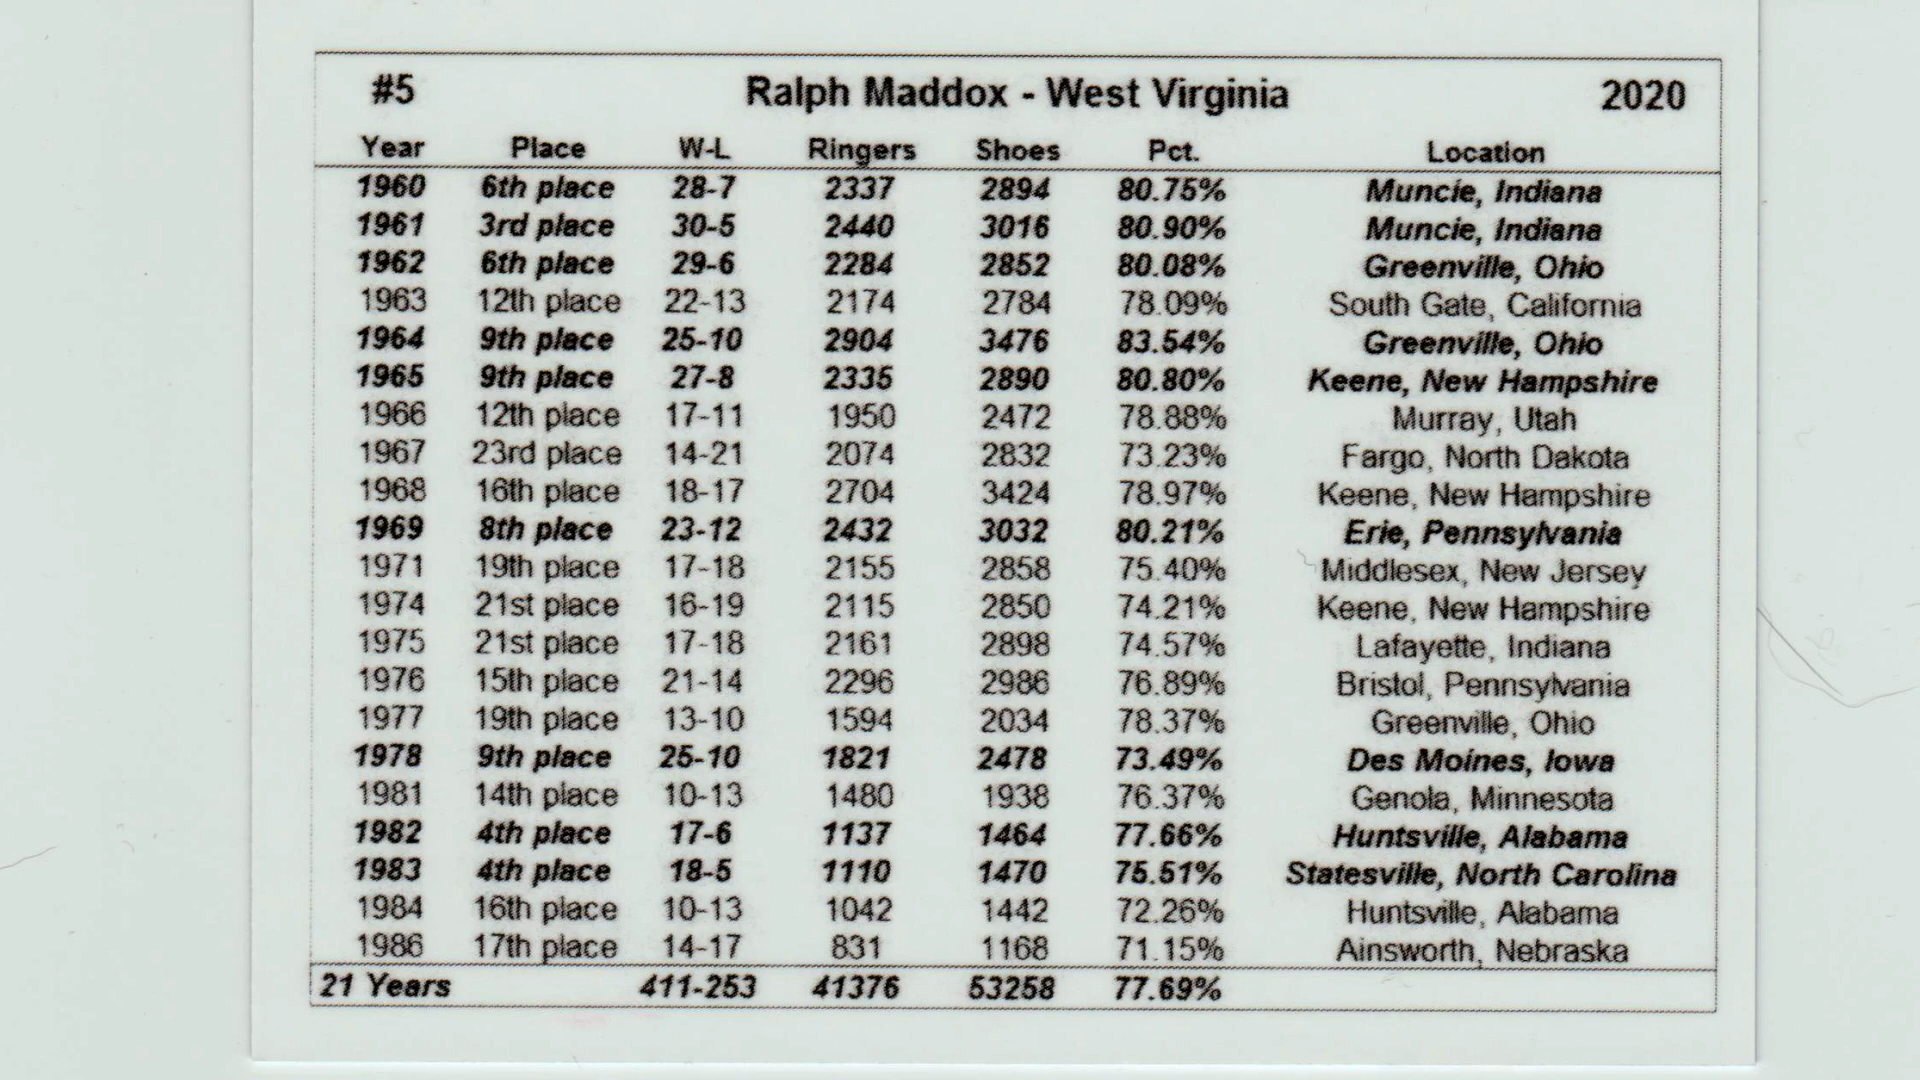 #5 Ralph Maddox - West Virginia 2020
Year Place W-L Ringers Shoes Pct. Location
1960 6th place 28-7 2337 2894 80.75% Muncie, Indiana
1961 3rd place 30-5 2440 3016 80.90% Muncie, Indiana
1962 6th place 29-6 2284 2852 80.08% Greenville, Ohio
1963 12th place 22-13 2174 2784 78.09% South Gate, California
1964 9th place 25-10 2904 3476 83.54% Greenville, Ohio
1965 9th place 27-8 2335 2890 80.80% Keene, New Hampshire
1966 12th place 17-11 1950 2472 78.88% Murray, Utah
1967 23rd place 14-21 2074 2832 73.23% Fargo, North Dakota
1968 16th place 18-17 2704 3424 78.97% Keene, New Hampshire
1969 8th place 23-12 2432 3032 80.21% Erie, Pennsylvania
1971 19th place 17-18 2155 2858 75.40% Middlesex, New Jersey
1974 21st place 16-19 2115 2850 74.21% Keene, New Hampshire
1975 21st place 17-18 2161 2898 74.57% Lafayette, Indiana
1976 15th place 21-14 2296 2986 76.89% Bristol, Pennsylvania
1977 19th place 13-10 1594 2034 78.37% Greenville, Ohio
1978 9th place 25-10 1821 2478 73.49% Des Moines, Iowa
1981 14th place 10-13 1480 1938 76.37% Genola, Minnesota
1982 4th place 17-6 1137 1464 77.66% Huntsville, Alabama
1983 4th place 18-5 1110 1470 75.51% Statesville, North Carolina
1984 16th place 10-13 1042 1442 72.26% Huntsville, Alabama
1986 17th place 14-17 831 1168 71.15% Ainsworth, Nebraska
21 Years 411-253 41376 53258 77.69%